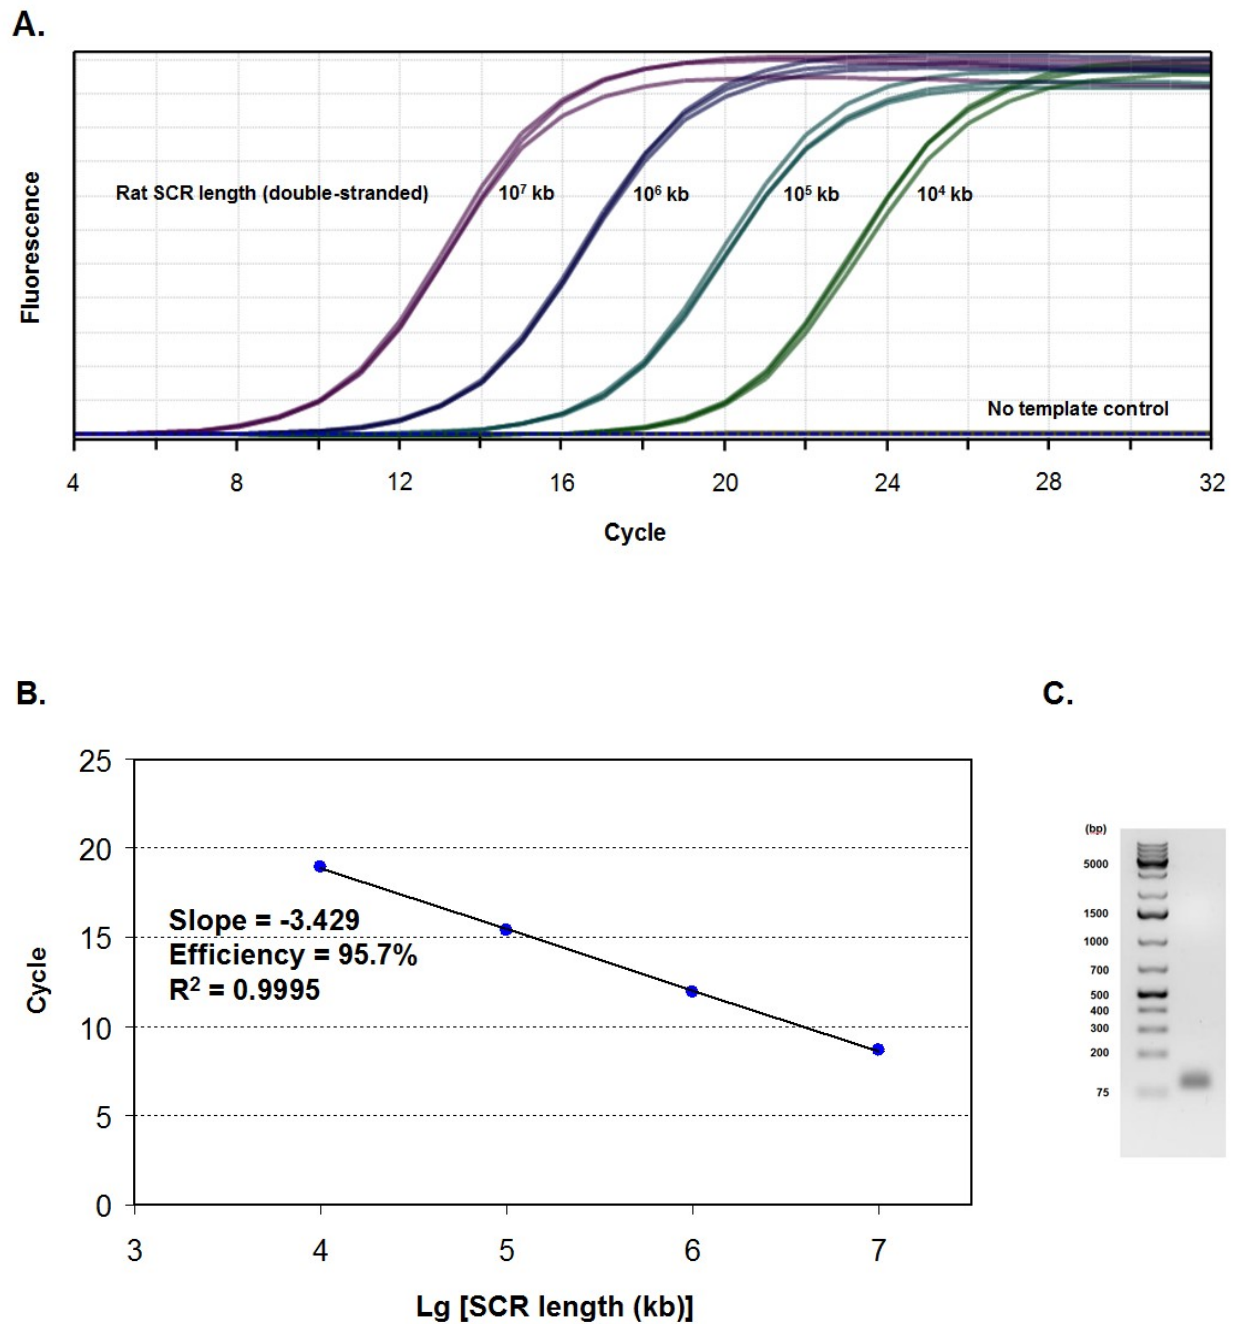 A.
Fluorescence
Rat SCR length (double-stranded)
10⁷ kb
10⁶ kb
10⁵ kb
10⁴ kb
No template control
4 8 12 16 20 24 28 32
Cycle
B.
Cycle
25
20
15
10
5
0
Slope = -3.429
Efficiency = 95.7%
R² = 0.9995
3 4 5 6 7
Lg [SCR length (kb)]
C.
(bp)
5000
1500
1000
700
500
400
300
200
75